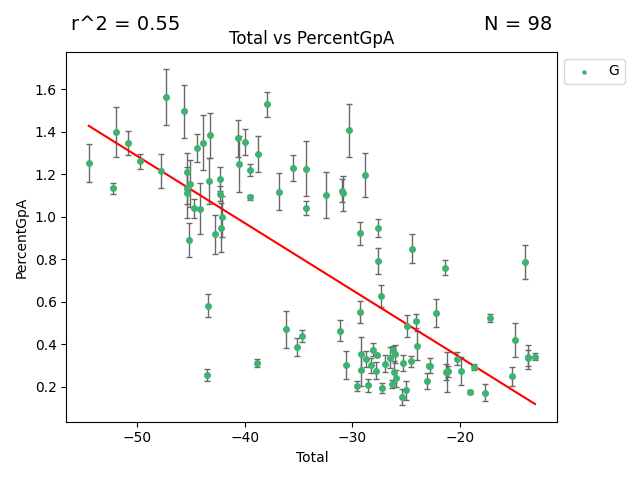 r^2 = 0.55
N = 98
Total vs PercentGpA
G
PercentGpA
1.6
1.4
1.2
1.0
0.8
0.6
0.4
0.2
−50 −40 −30 −20
Total